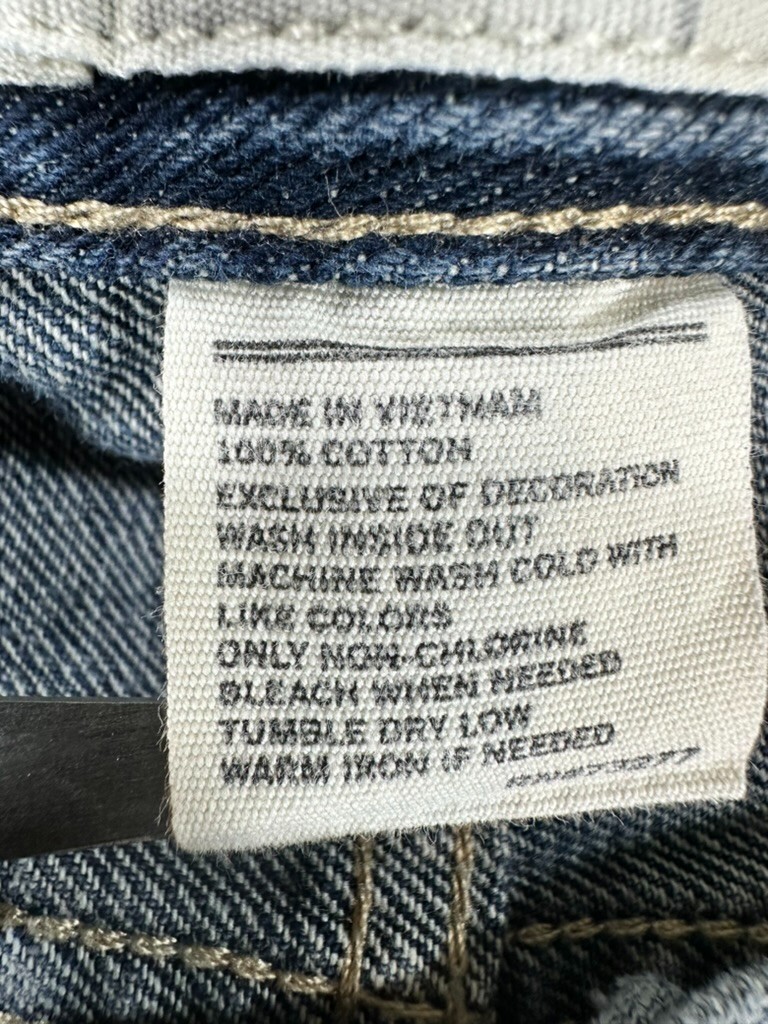 MADE IN VIETNAM
100% COTTON
EXCLUSIVE OF DECORATION
WASH INSIDE OUT
MACHINE WASH COLD WITH
LIKE COLORS
ONLY NON-CHLORINE
BLEACH WHEN NEEDED
TUMBLE DRY LOW
WARM IRON IF NEEDED